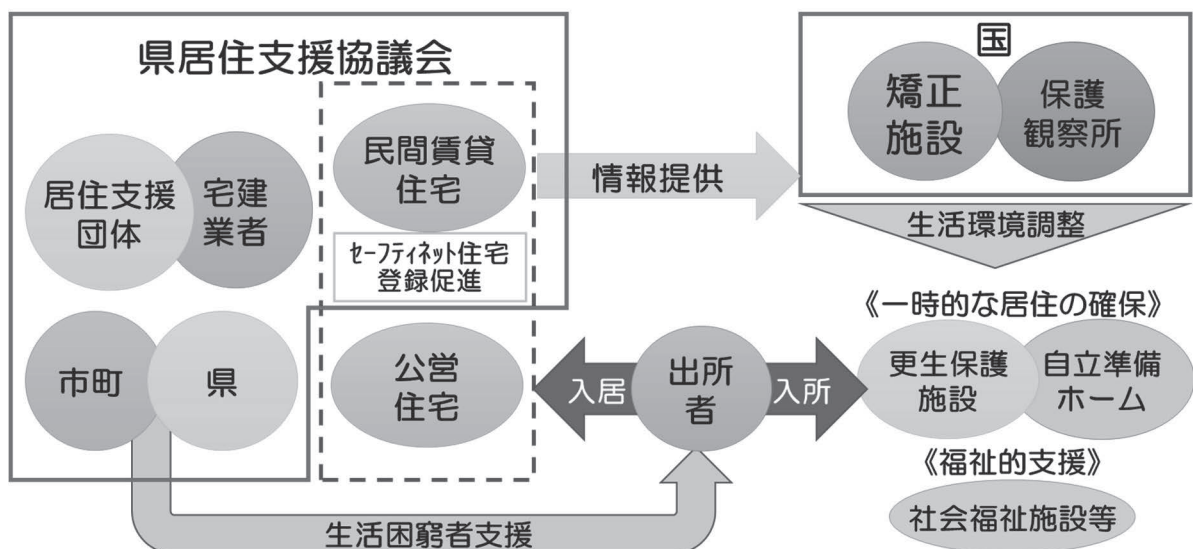 県居住支援協議会
居住支援
団体
宅建
業者
民間賃貸
住宅
セーフティネット住宅
登録促進
市町
県
公営
住宅
情報提供
国
矯正
施設
保護
観察所
生活環境調整
《一時的な居住の確保》
入居
出所
者
入所
更生保護
施設
自立準備
ホーム
《福祉的支援》
社会福祉施設等
生活困窮者支援